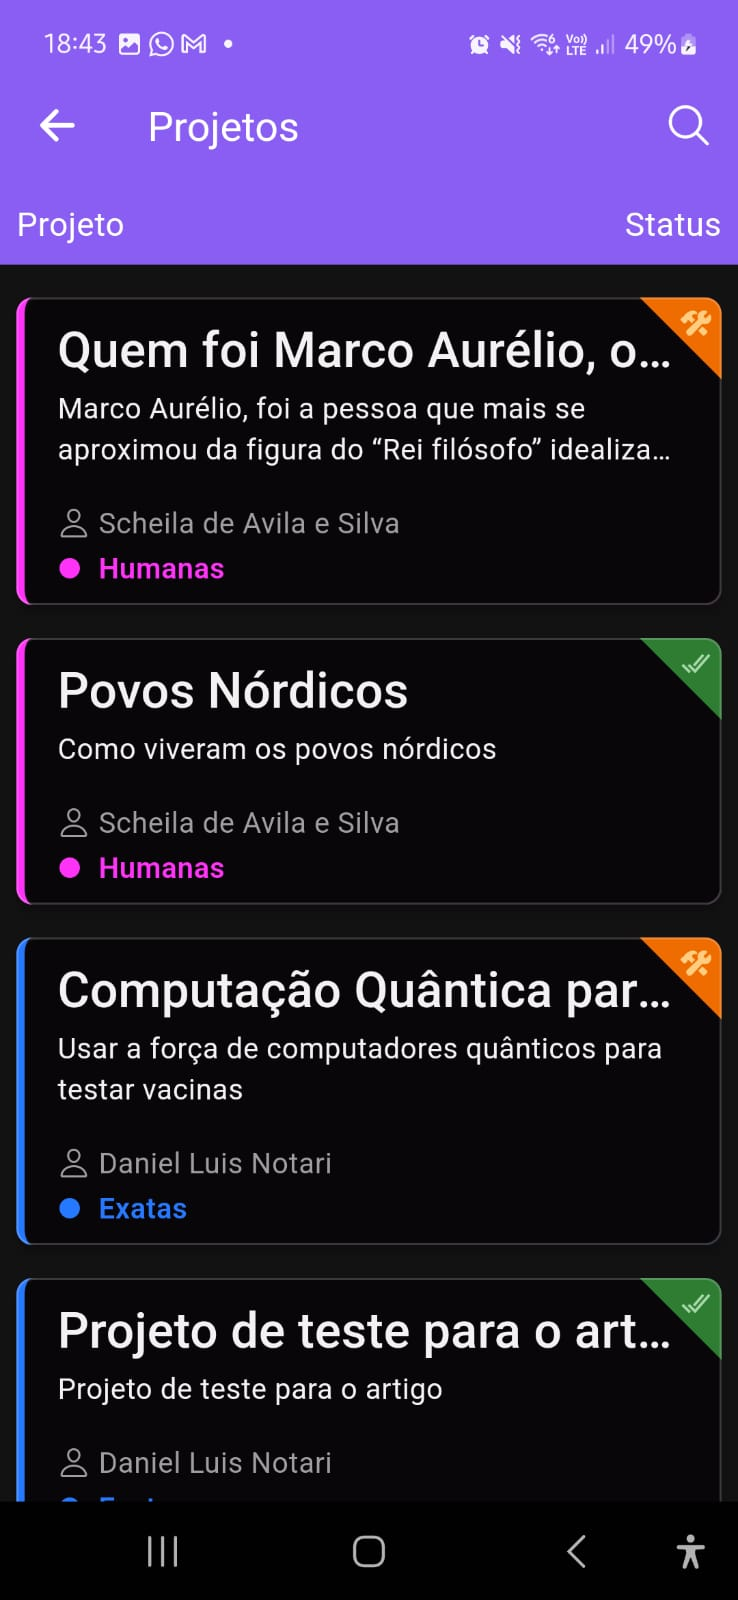 18:43
Vo))
LTE
49%
Projetos
Projeto
Status
Quem foi Marco Aurélio, o...
Marco Aurélio, foi a pessoa que mais se
aproximou da figura do “Rei filósofo” idealiza...
Scheila de Avila e Silva
Humanas
Povos Nórdicos
Como viveram os povos nórdicos
Scheila de Avila e Silva
Humanas
Computação Quântica par...
Usar a força de computadores quânticos para
testar vacinas
Daniel Luis Notari
Exatas
Projeto de teste para o art...
Projeto de teste para o artigo
Daniel Luis Notari